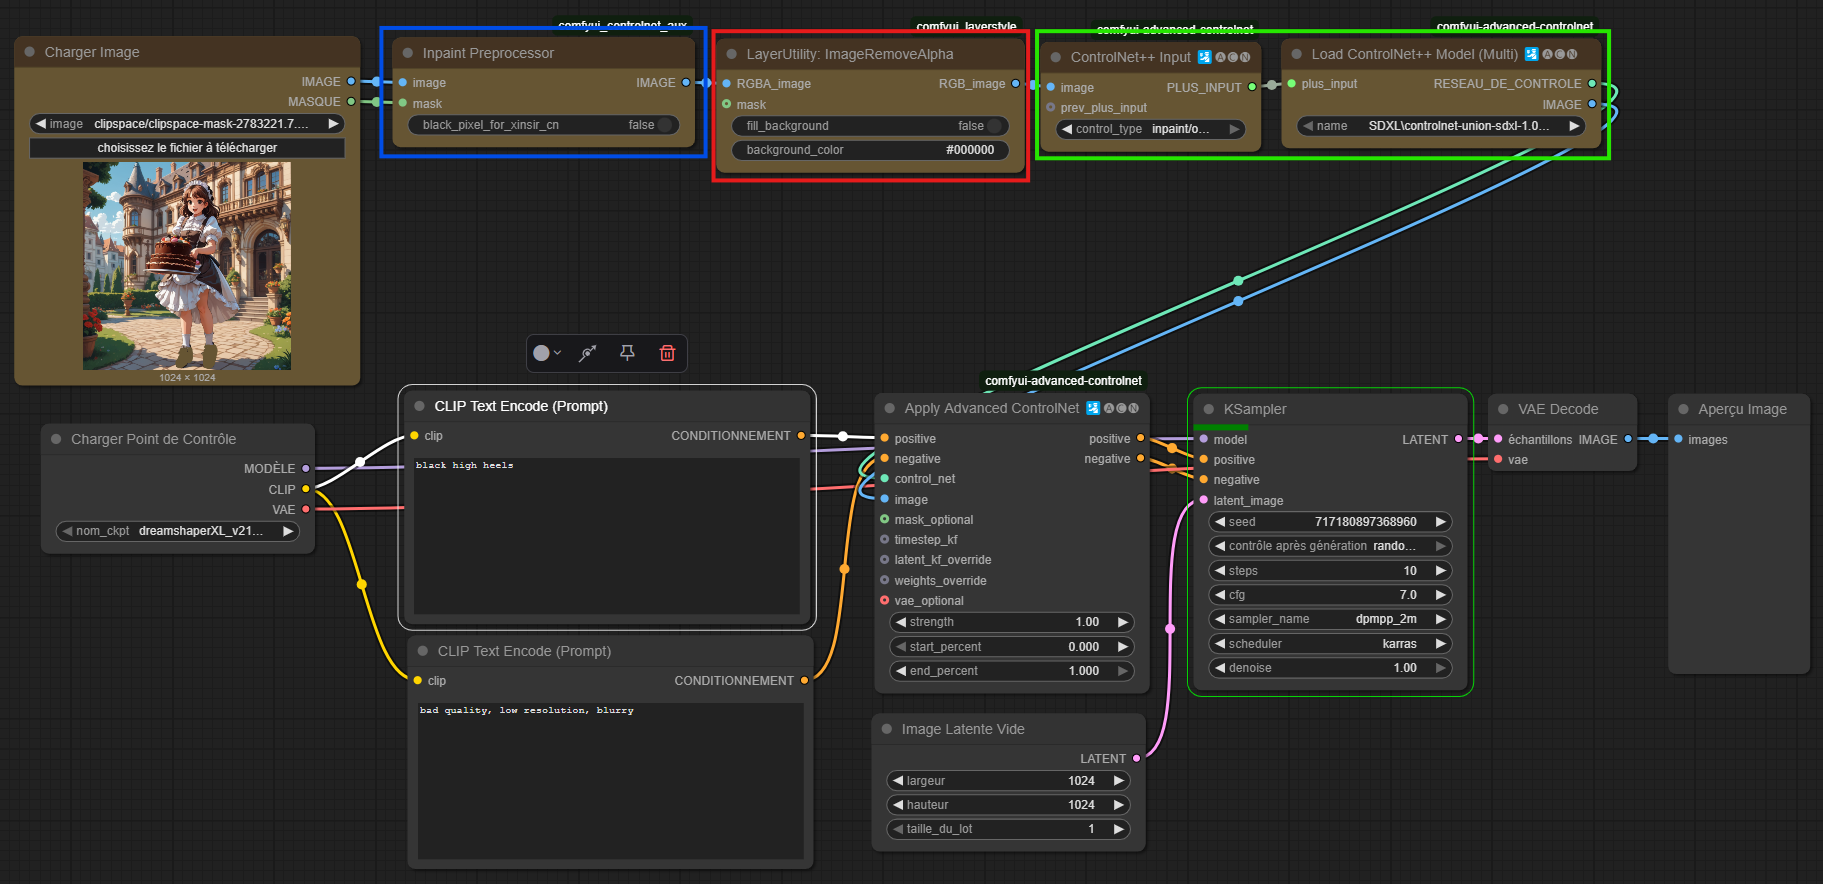 comfyui_controlnet_aux
comfyui_layerstyle
comfyui-advanced-controlnet
comfyui-advanced-controlnet
Charger Image
IMAGE
MASQUE
image clipspace/clipspace-mask-2783221.7....
choisissez le fichier à télécharger
1024 × 1024
Inpaint Preprocessor
image IMAGE
mask
black_pixel_for_xinsir_cn false
LayerUtility: ImageRemoveAlpha
RGBA_image RGB_image
mask
fill_background false
background_color #000000
ControlNet++ Input ACN
image PLUS_INPUT
prev_plus_input
control_type inpaint/o...
Load ControlNet++ Model (Multi) ACN
plus_input RESEAU_DE_CONTROLE
IMAGE
name SDXL\controlnet-union-sdxl-1.0...
Charger Point de Contrôle
MODÈLE
CLIP
VAE
nom_ckpt dreamshaperXL_v21...
CLIP Text Encode (Prompt)
clip CONDITIONNEMENT
black high heels
CLIP Text Encode (Prompt)
clip CONDITIONNEMENT
bad quality, low resolution, blurry
comfyui-advanced-controlnet
Apply Advanced ControlNet ACN
positive positive
negative negative
control_net
image
mask_optional
timestep_kf
latent_kf_override
weights_override
vae_optional
strength 1.00
start_percent 0.000
end_percent 1.000
Image Latente Vide
LATENT
largeur 1024
hauteur 1024
taille_du_lot 1
KSampler
model LATENT
positive
negative
latent_image
seed 717180897368960
contrôle après génération rando...
steps 10
cfg 7.0
sampler_name dpmpp_2m
scheduler karras
denoise 1.00
VAE Decode
échantillons IMAGE
vae
Aperçu Image
images